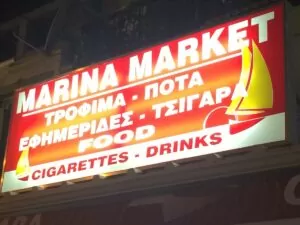 MARINA MARKET
ΤΡΟΦΙΜΑ - ΠΟΤΑ
ΕΦΗΜΕΡΙΔΕΣ - ΤΣΙΓΑΡΑ
FOOD
CIGARETTES - DRINKS